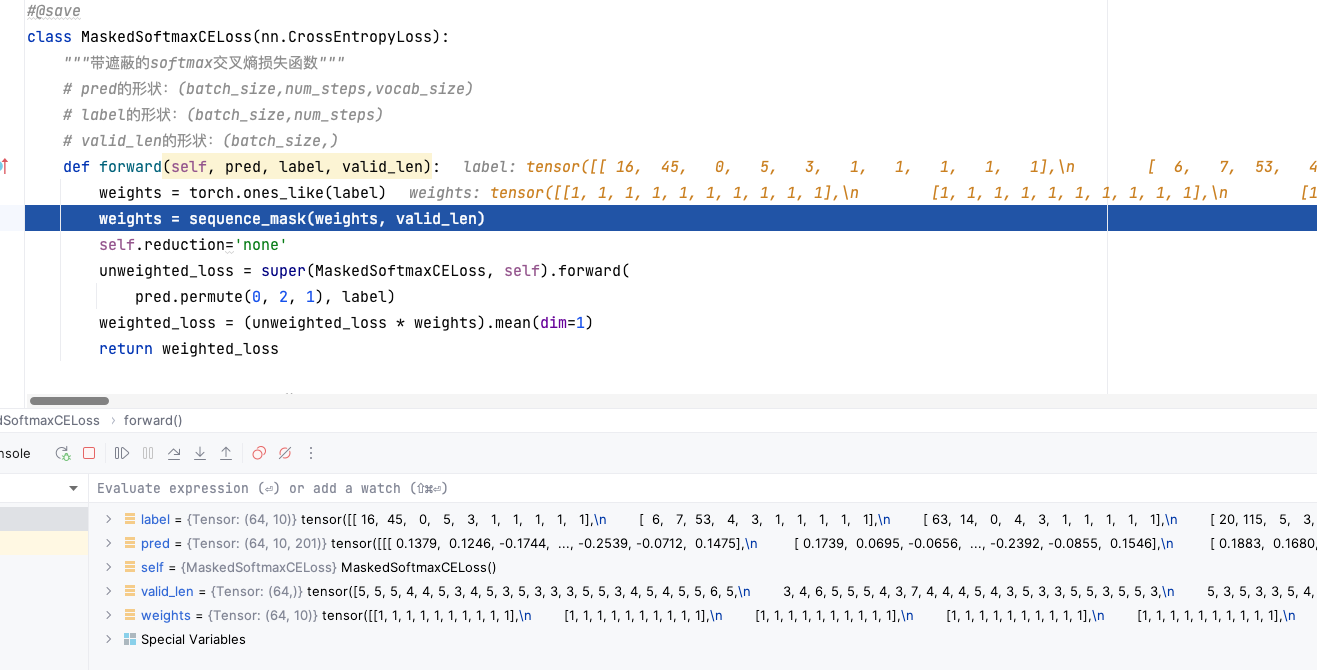 #@save
class MaskedSoftmaxCELoss(nn.CrossEntropyLoss):
"""带遮蔽的softmax交叉熵损失函数"""
# pred的形状：(batch_size,num_steps,vocab_size)
# label的形状：(batch_size,num_steps)
# valid_len的形状：(batch_size,)
def forward(self, pred, label, valid_len): label: tensor([[ 16, 45, 0, 5, 3, 1, 1, 1, 1, 1],\n [ 6, 7, 53, 4
weights = torch.ones_like(label) weights: tensor([[1, 1, 1, 1, 1, 1, 1, 1, 1, 1],\n [1, 1, 1, 1, 1, 1, 1, 1, 1, 1],\n [1
weights = sequence_mask(weights, valid_len)
self.reduction='none'
unweighted_loss = super(MaskedSoftmaxCELoss, self).forward(
pred.permute(0, 2, 1), label)
weighted_loss = (unweighted_loss * weights).mean(dim=1)
return weighted_loss
dSoftmaxCELoss › forward()
nsole
Evaluate expression (⏎) or add a watch (⇧⌘⏎)
label = {Tensor: (64, 10)} tensor([[ 16, 45, 0, 5, 3, 1, 1, 1, 1, 1],\n [ 6, 7, 53, 4, 3, 1, 1, 1, 1, 1],\n [ 63, 14, 0, 4, 3, 1, 1, 1, 1, 1],\n [ 20, 115, 5, 3,
pred = {Tensor: (64, 10, 201)} tensor([[[ 0.1379, 0.1246, -0.1744, ..., -0.2539, -0.0712, 0.1475],\n [ 0.1739, 0.0695, -0.0656, ..., -0.2392, -0.0855, 0.1546],\n [ 0.1883, 0.1680,
self = {MaskedSoftmaxCELoss} MaskedSoftmaxCELoss()
valid_len = {Tensor: (64,)} tensor([5, 5, 5, 4, 4, 5, 3, 4, 5, 3, 5, 3, 3, 3, 5, 5, 3, 4, 5, 4, 5, 5, 6, 5,\n 3, 4, 6, 5, 5, 5, 4, 3, 7, 4, 4, 4, 5, 4, 3, 5, 3, 3, 5, 5, 3, 5, 5, 3,\n 5, 3, 5, 3, 3, 5, 4,
weights = {Tensor: (64, 10)} tensor([[1, 1, 1, 1, 1, 1, 1, 1, 1, 1],\n [1, 1, 1, 1, 1, 1, 1, 1, 1, 1],\n [1, 1, 1, 1, 1, 1, 1, 1, 1, 1],\n [1, 1, 1, 1, 1, 1, 1, 1, 1, 1],\n [1, 1, 1, 1, 1, 1, 1, 1, 1, 1],\n
Special Variables